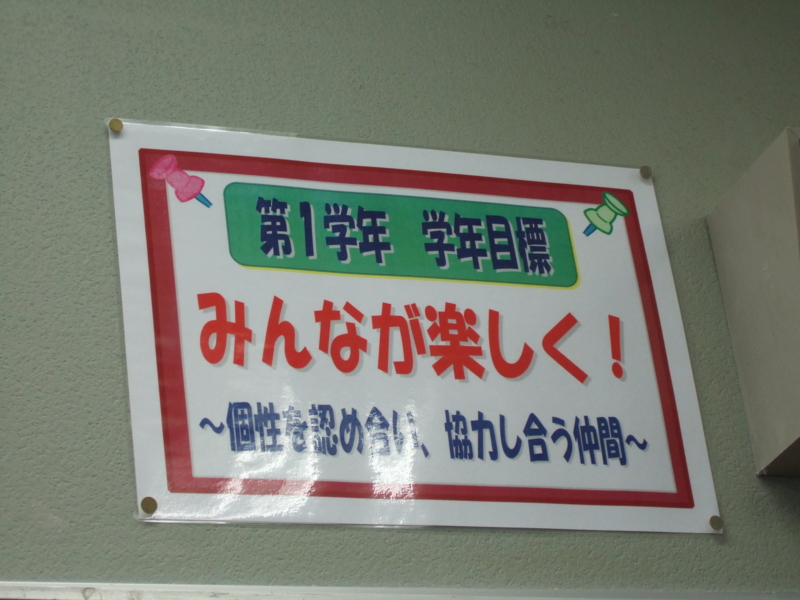 第1学年　学年目標
みんなが楽しく！
～個性を認め合い、協力し合う仲間～